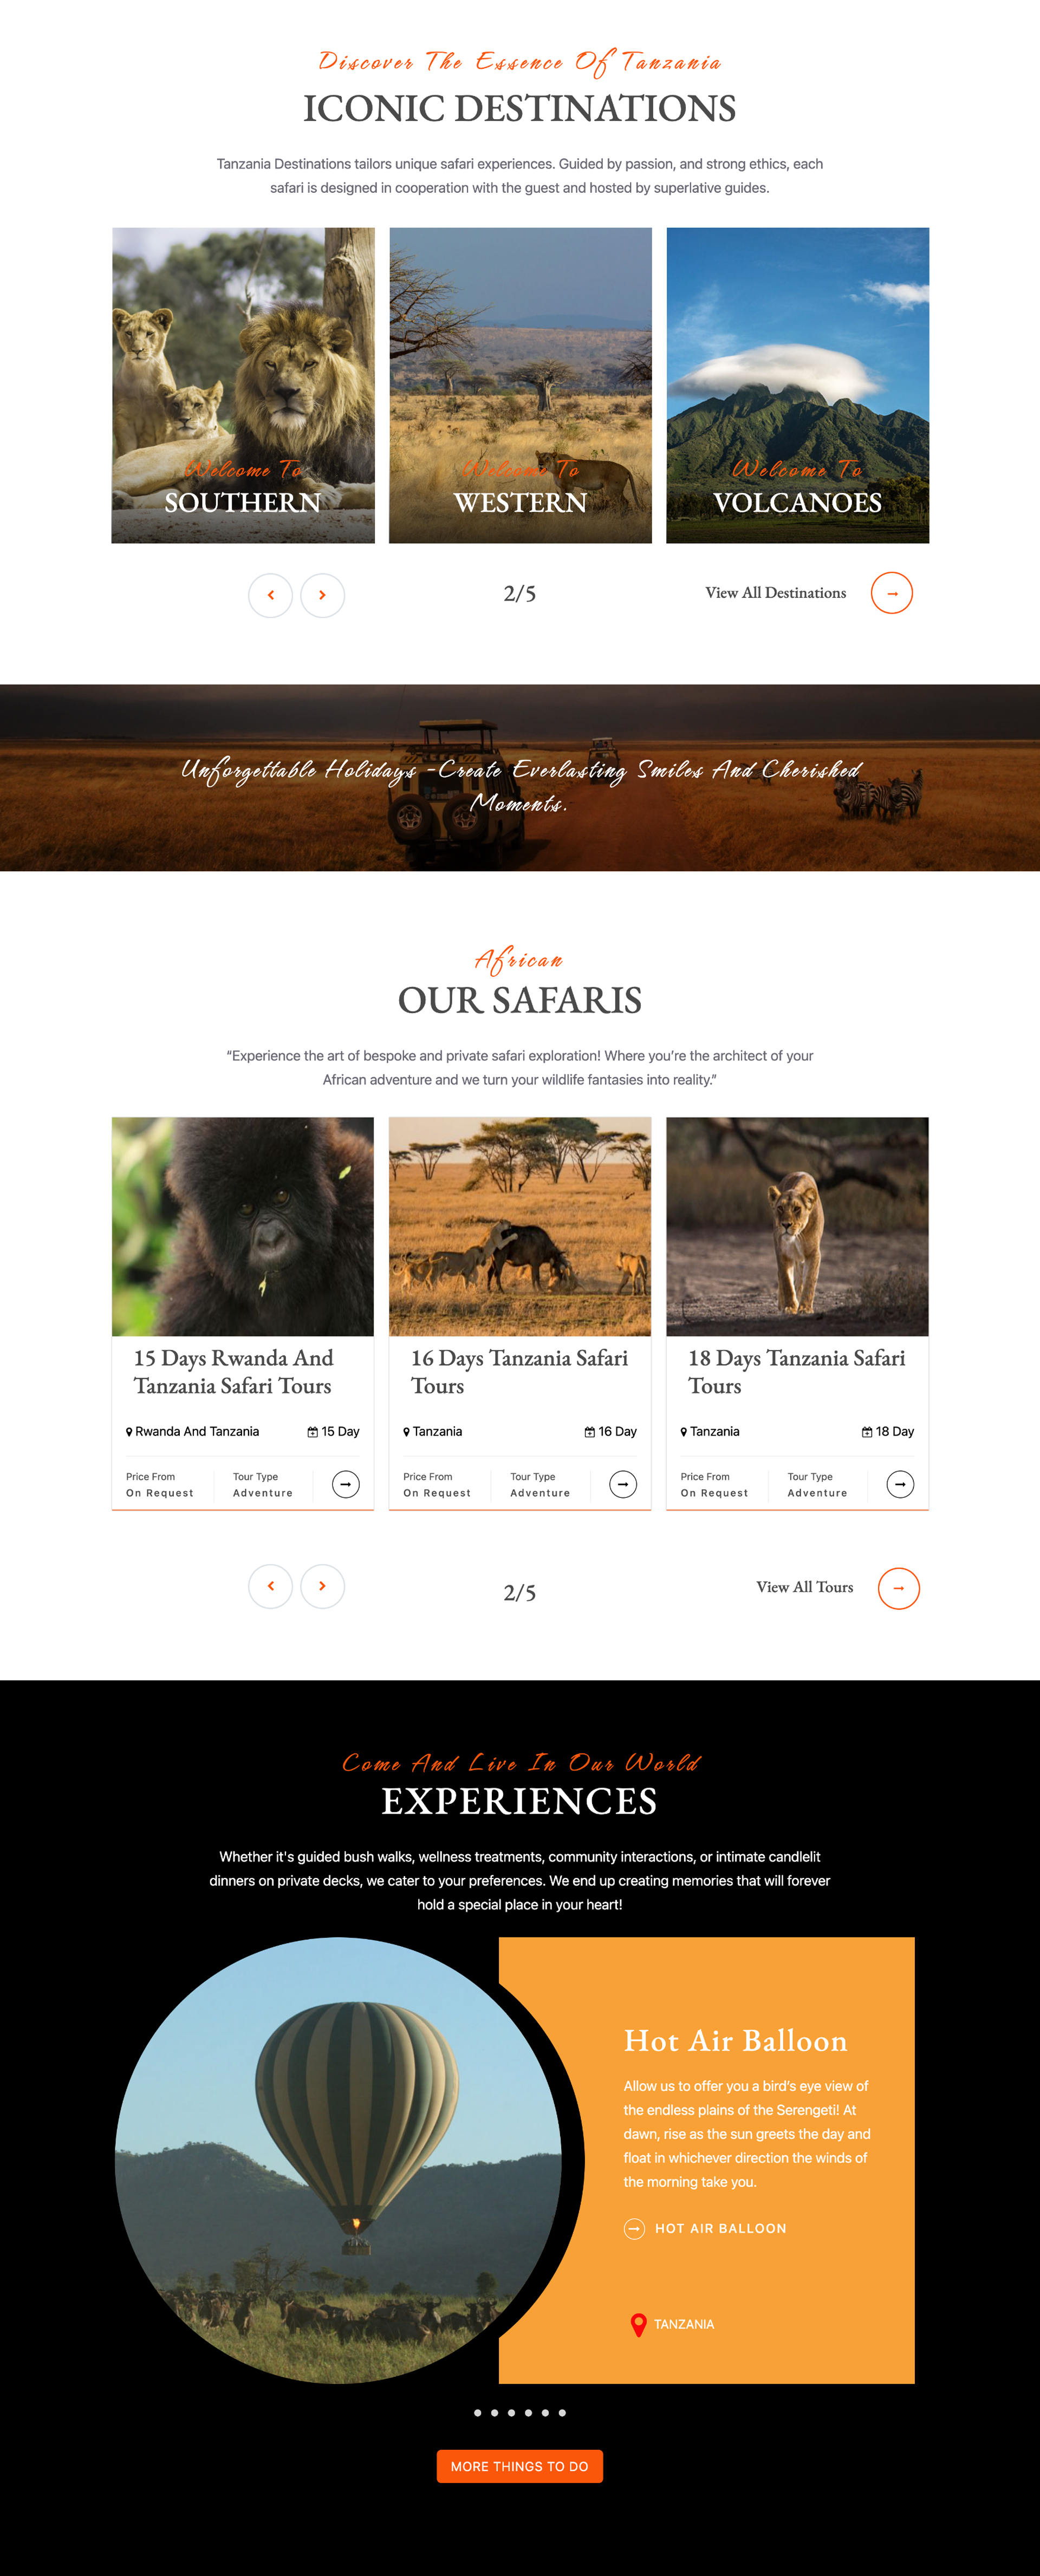 Discover The Essence Of Tanzania
ICONIC DESTINATIONS
Tanzania Destinations tailors unique safari experiences. Guided by passion, and strong ethics, each
safari is designed in cooperation with the guest and hosted by superlative guides.
Welcome To
SOUTHERN
Welcome To
WESTERN
Welcome To
VOLCANOES
2/5
View All Destinations
Unforgettable Holidays -Create Everlasting Smiles And Cherished
Moments.
African
OUR SAFARIS
“Experience the art of bespoke and private safari exploration! Where you’re the architect of your
African adventure and we turn your wildlife fantasies into reality.”
15 Days Rwanda And
Tanzania Safari Tours
Rwanda And Tanzania
15 Day
Price From
On Request
Tour Type
Adventure
16 Days Tanzania Safari
Tours
Tanzania
16 Day
Price From
On Request
Tour Type
Adventure
18 Days Tanzania Safari
Tours
Tanzania
18 Day
Price From
On Request
Tour Type
Adventure
2/5
View All Tours
Come And Live In Our World
EXPERIENCES
Whether it's guided bush walks, wellness treatments, community interactions, or intimate candlelit
dinners on private decks, we cater to your preferences. We end up creating memories that will forever
hold a special place in your heart!
Hot Air Balloon
Allow us to offer you a bird’s eye view of
the endless plains of the Serengeti! At
dawn, rise as the sun greets the day and
float in whichever direction the winds of
the morning take you.
HOT AIR BALLOON
TANZANIA
MORE THINGS TO DO